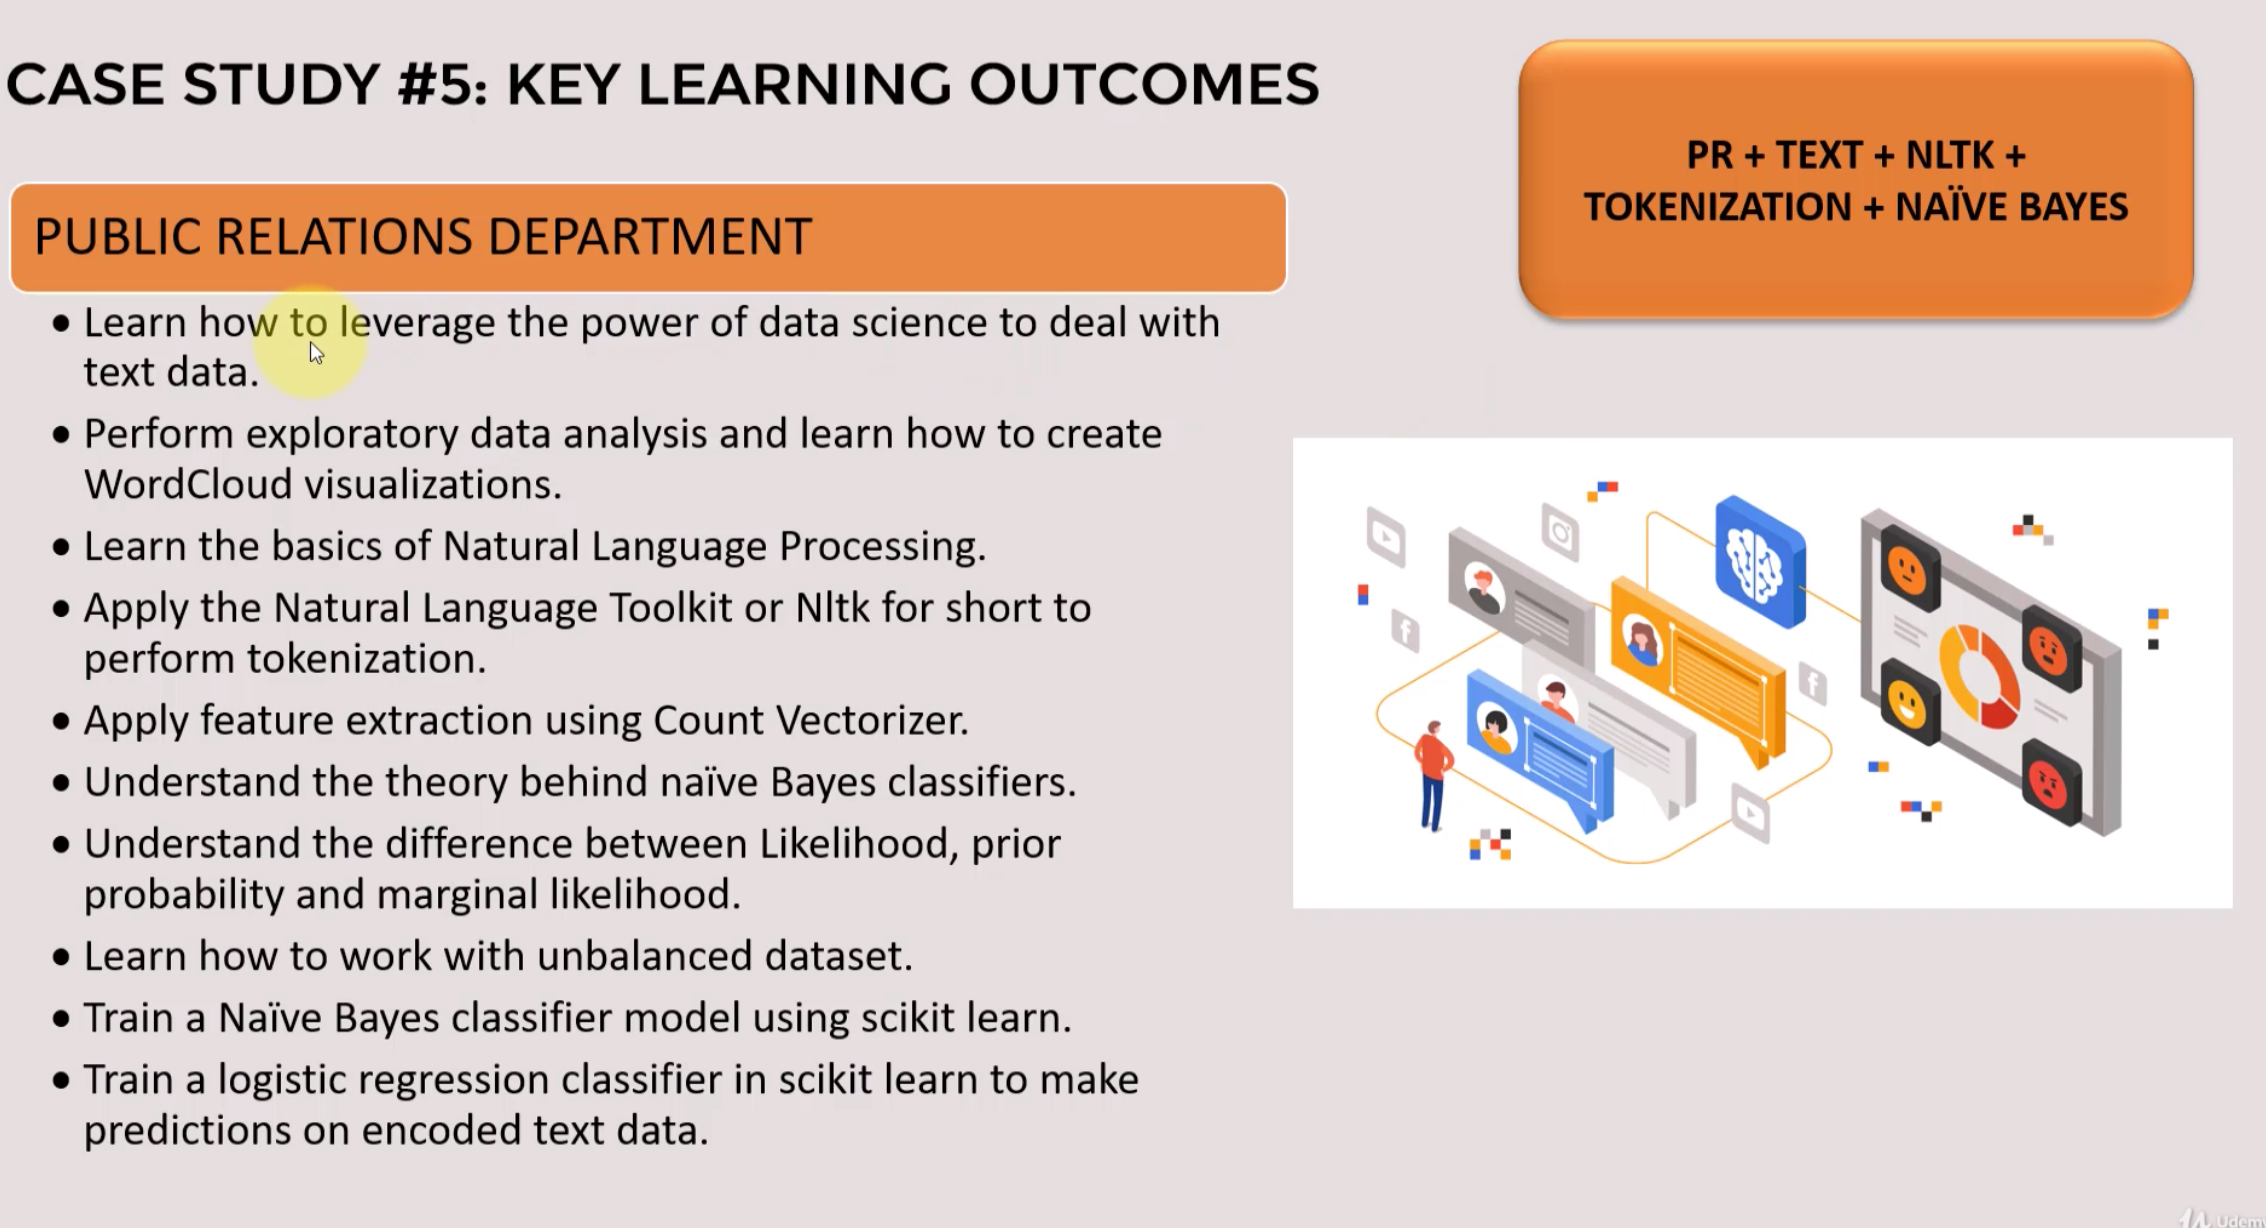 CASE STUDY #5: KEY LEARNING OUTCOMES
PR + TEXT + NLTK +
TOKENIZATION + NAÏVE BAYES
PUBLIC RELATIONS DEPARTMENT
• Learn how to leverage the power of data science to deal with
text data.
• Perform exploratory data analysis and learn how to create
WordCloud visualizations.
• Learn the basics of Natural Language Processing.
• Apply the Natural Language Toolkit or Nltk for short to
perform tokenization.
• Apply feature extraction using Count Vectorizer.
• Understand the theory behind naïve Bayes classifiers.
• Understand the difference between Likelihood, prior
probability and marginal likelihood.
• Learn how to work with unbalanced dataset.
• Train a Naïve Bayes classifier model using scikit learn.
• Train a logistic regression classifier in scikit learn to make
predictions on encoded text data.